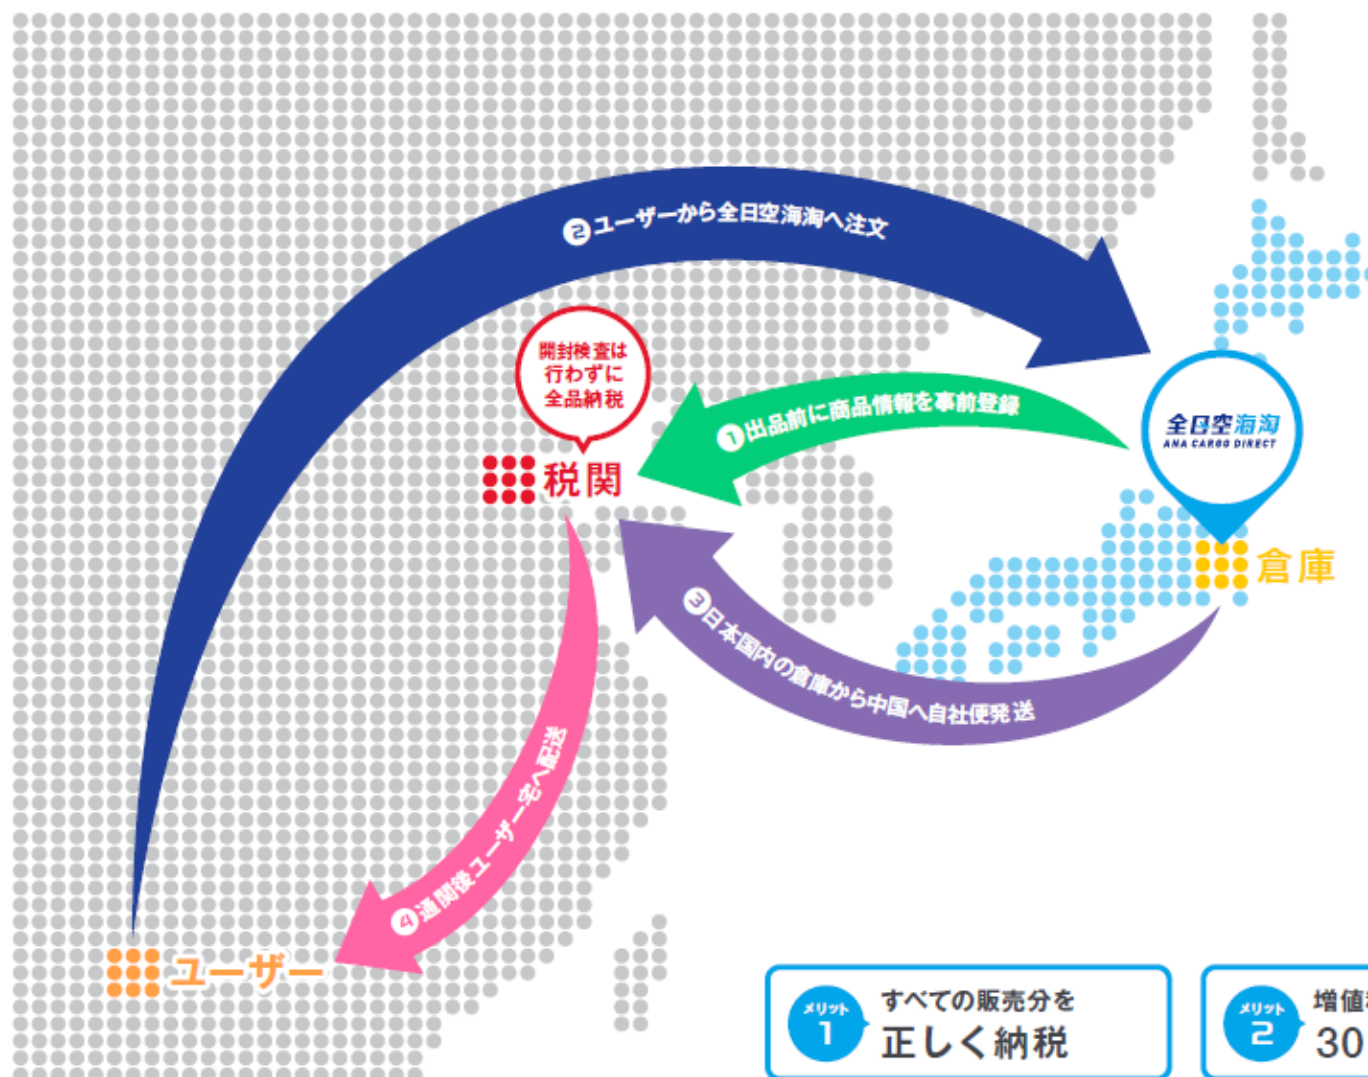 ❷ユーザーから全日空海淘へ注文
開封検査は
行わずに
全品納税
❶出品前に商品情報を事前登録
全日空海淘
ANA CARGO DIRECT
税関
倉庫
❸日本国内の倉庫から中国へ自社便発送
❹通関後ユーザー宅へ配送
ユーザー
メリット
1
すべての販売分を
正しく納税
メリット
2
増値
30